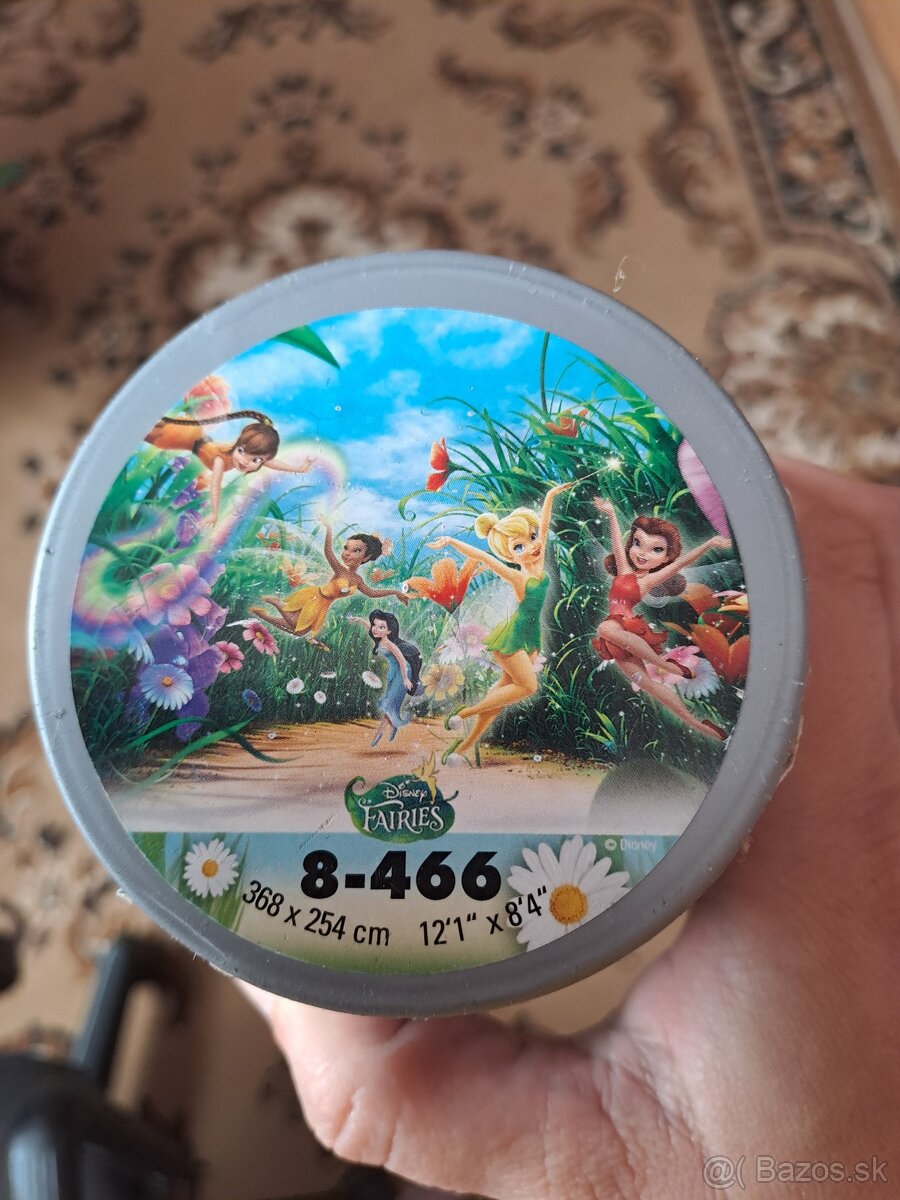 Disney
FAIRIES
© Disney
8-466
368 x 254 cm 12'1" x 8'4"
@( Bazos.sk